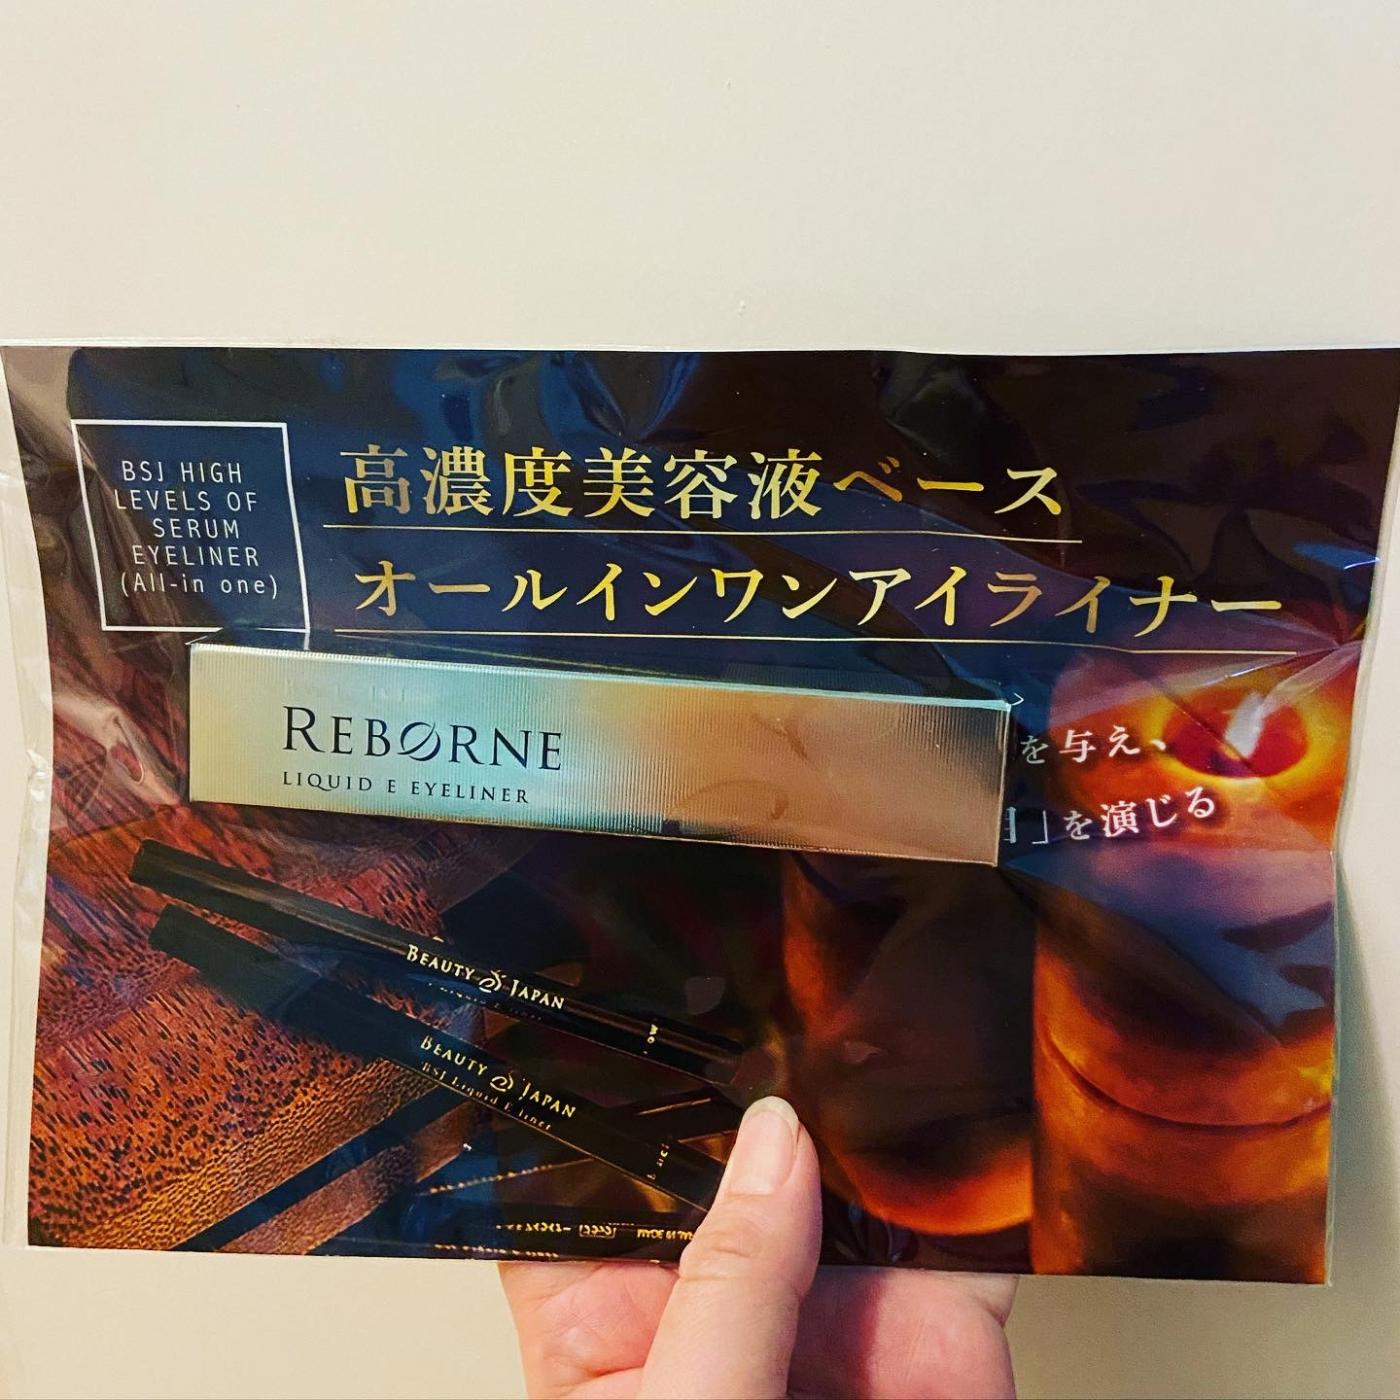 BSJ HIGH
LEVELS OF
SERUM
EYELINER
(All-in one)
高濃度美容液ベース
オールインワンアイライナー
REBORNE
LIQUID E EYELINER
を与え、
」を演じる
BEAUTY S JAPAN
BEAUTY S JAPAN
BSJ Liquid E liner